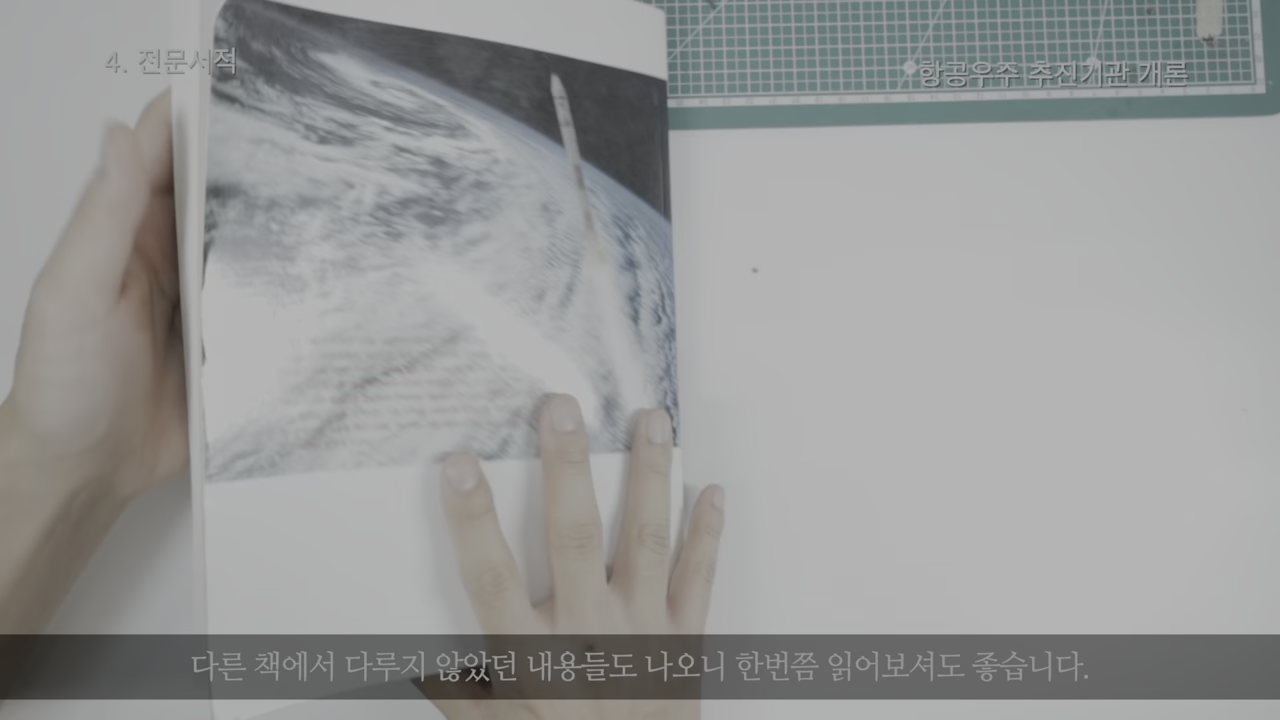 4. 전문서적
항공우주 추진기관 개론
다른 책에서 다루지 않았던 내용들도 나오니 한번쯤 읽어보셔도 좋습니다.